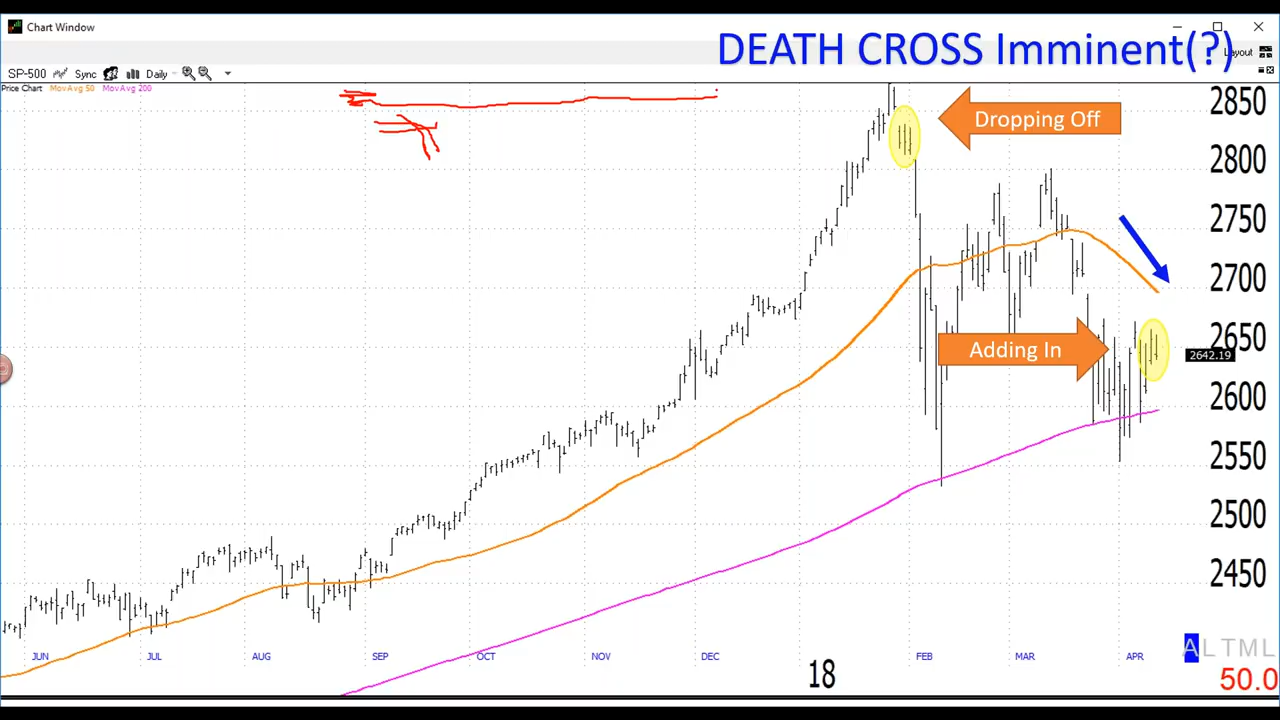 Chart Window
DEATH CROSS Imminent(?)
Layout
SP-500 Sync Daily
Price Chart MovAvg 50 MovAvg 200
2850
Dropping Off
2800
2750
2700
2650
Adding In
2642.19
2600
2550
2500
2450
JUN JUL AUG SEP OCT NOV DEC 18 FEB MAR APR
ALTML
50.0